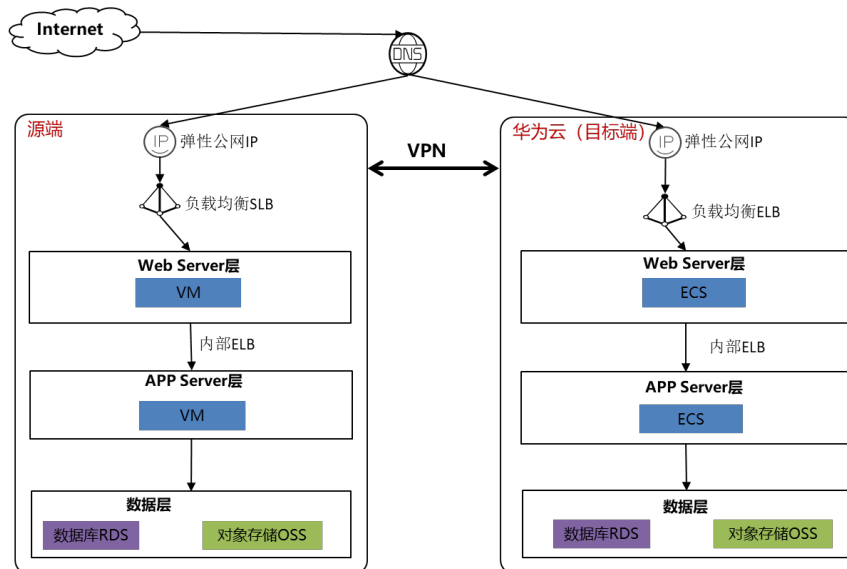 Internet
DNS
源端
IP
弹性公网IP
负载均衡SLB
Web Server层
VM
内部ELB
APP Server层
VM
数据层
数据库RDS
对象存储OSS
VPN
华为云（目标端）
IP
弹性公网IP
负载均衡ELB
Web Server层
ECS
内部ELB
APP Server层
ECS
数据层
数据库RDS
对象存储OSS